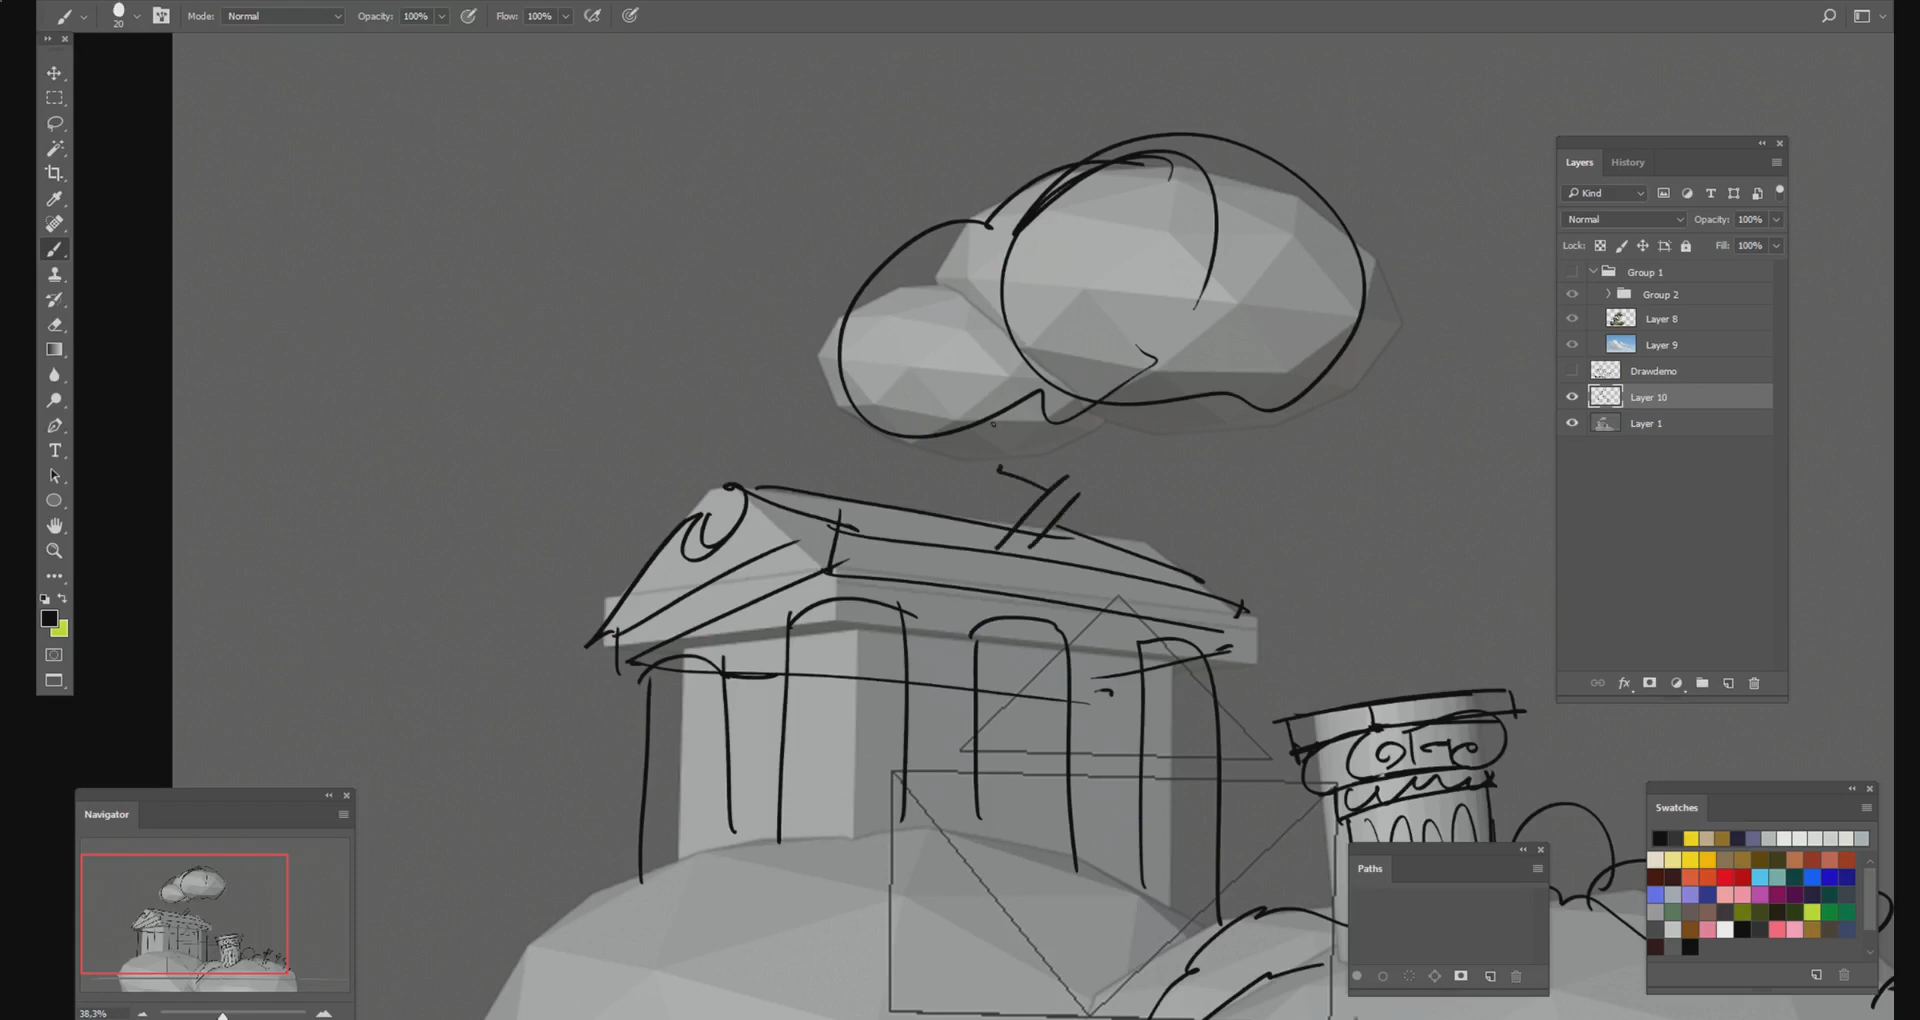 20
Mode: Normal
Opacity: 100%
Flow: 100%
Layers
History
Kind
Normal
Opacity: 100%
Lock:
Fill: 100%
Group 1
Group 2
Layer 8
Layer 9
Drawdemo
Layer 10
Layer 1
Navigator
38,3%
Paths
Swatches